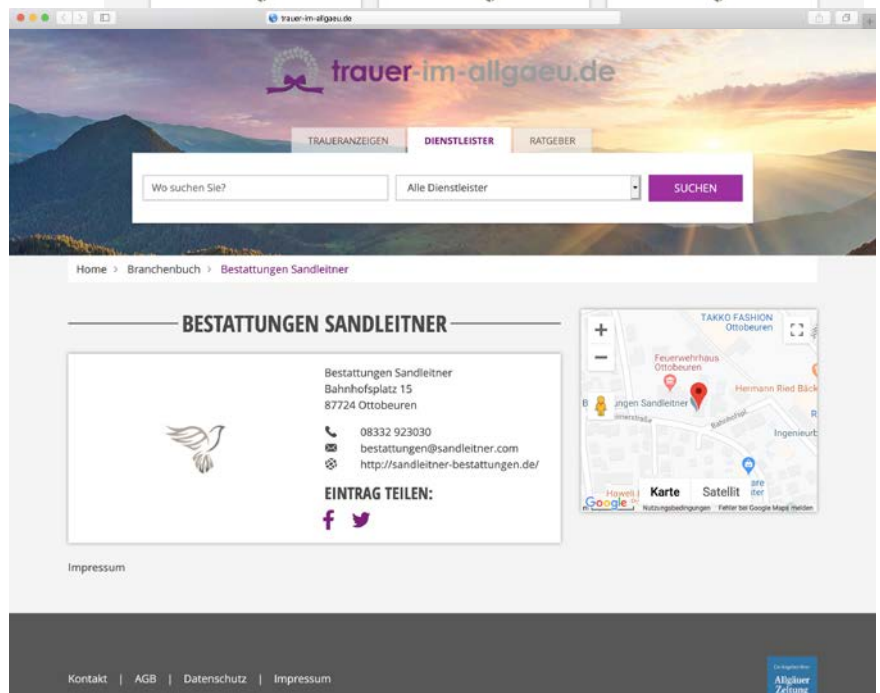 trauer-im-allgaeu.de
trauer-im-allgaeu.de
TRAUERANZEIGEN
DIENSTLEISTER
RATGEBER
Wo suchen Sie?
Alle Dienstleister
SUCHEN
Home > Branchenbuch > Bestattungen Sandleitner
BESTATTUNGEN SANDLEITNER
Bestattungen Sandleitner
Bahnhofsplatz 15
87724 Ottobeuren
08332 923030
bestattungen@sandleitner.com
http://sandleitner-bestattungen.de/
EINTRAG TEILEN:
TAKKO FASHION
Ottobeuren
Feuerwehrhaus
Ottobeuren
Hermann Ried Bäck
ngen Sandleitner
Bahnhofspl.
Ingenieurb
Karte
Satellit
Google
Nutzungsbedingungen
Fehler bei Google Maps melden
Impressum
Kontakt | AGB | Datenschutz | Impressum
Allgäuer
Zeitung